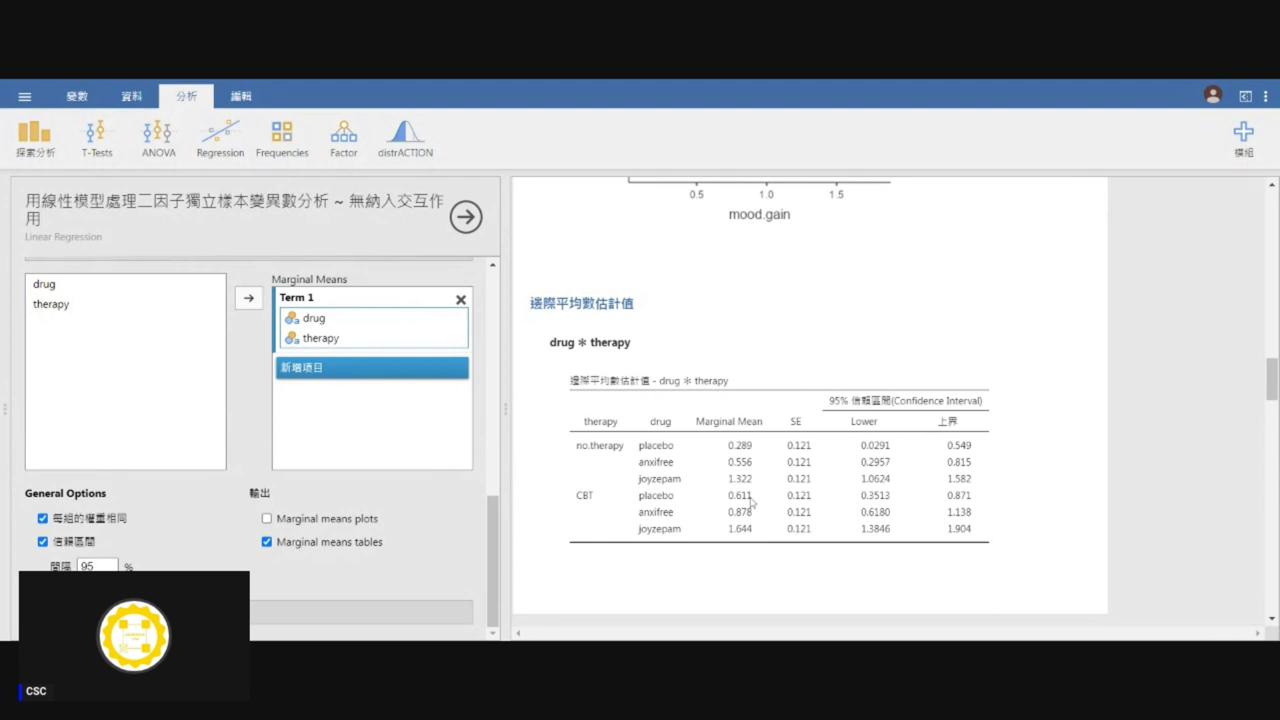 變數 資料 分析 編輯
探索分析 T-Tests ANOVA Regression Frequencies Factor distrACTION 模組
用線性模型處理二因子獨立樣本變異數分析 ~ 無納入交互作
用
Linear Regression
drug
therapy
Marginal Means
Term 1
drug
therapy
新增項目
General Options
每組的權重相同
信賴區間
間隔 95 %
輸出
Marginal means plots
Marginal means tables
CSC
0.5 1.0 1.5
mood.gain
邊際平均數估計值
drug ✻ therapy
邊際平均數估計值 - drug ✻ therapy
95% 信賴區間(Confidence Interval)
therapy drug Marginal Mean SE Lower 上界
no.therapy placebo 0.289 0.121 0.0291 0.549
anxifree 0.556 0.121 0.2957 0.815
joyzepam 1.322 0.121 1.0624 1.582
CBT placebo 0.611 0.121 0.3513 0.871
anxifree 0.878 0.121 0.6180 1.138
joyzepam 1.644 0.121 1.3846 1.904